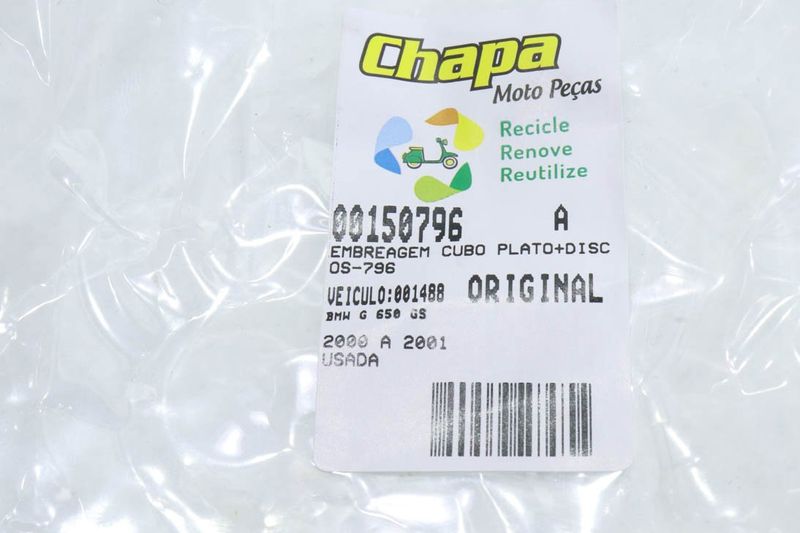 Chapa
Moto Peças
Recicle
Renove
Reutilize
00150796 A
EMBREAGEM CUBO PLATO+DISC
OS-796
VEICULO:001488 ORIGINAL
BMW G 650 GS
2000 A 2001
USADA